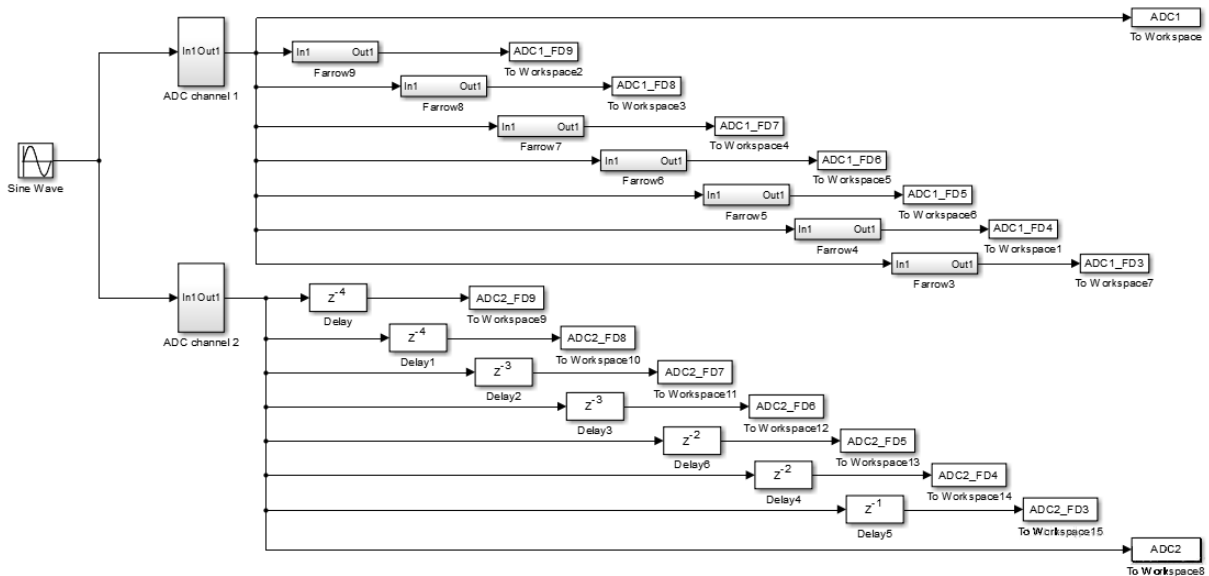 ADC1
To Workspace
In1 Out1
ADC channel 1
In1 Out1
Farrow9
ADC1_FD9
To Workspace2
In1 Out1
Farrow8
ADC1_FD8
To Workspace3
In1 Out1
Farrow7
ADC1_FD7
To Workspace4
In1 Out1
Farrow6
ADC1_FD6
To Workspace5
Sine Wave
In1 Out1
Farrow5
ADC1_FD5
To Workspace6
In1 Out1
Farrow4
ADC1_FD4
To Workspace1
In1 Out1
Farrow3
ADC1_FD3
To Workspace7
In1 Out1
ADC channel 2
z-4
Delay
ADC2_FD9
To Workspace9
z-4
Delay1
ADC2_FD8
To Workspace10
z-3
Delay2
ADC2_FD7
To Workspace11
z-3
Delay3
ADC2_FD6
To Workspace12
z-2
Delay6
ADC2_FD5
To Workspace13
z-2
Delay4
ADC2_FD4
To Workspace14
z-1
Delay5
ADC2_FD3
To Workspace15
ADC2
To Workspace8